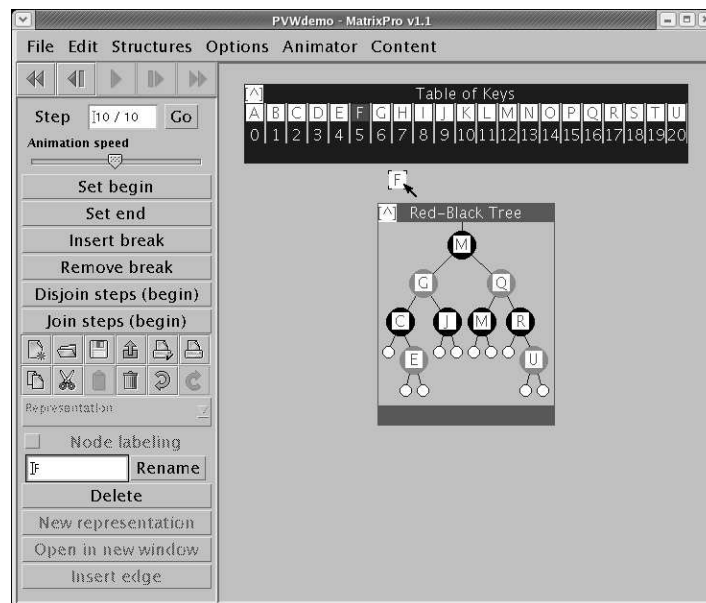 PVWdemo - MatrixPro v1.1
File Edit Structures Options Animator Content
Step 10 / 10 Go
Animation speed
Set begin
Set end
Insert break
Remove break
Disjoin steps (begin)
Join steps (begin)
Representation
Node labeling
F Rename
Delete
New representation
Open in new window
Insert edge
[^] Table of Keys
A B C D E F G H I J K L M N O P Q R S T U
0 1 2 3 4 5 6 7 8 9 10 11 12 13 14 15 16 17 18 19 20
F
[^] Red-Black Tree
M
G Q
C J M R
E U